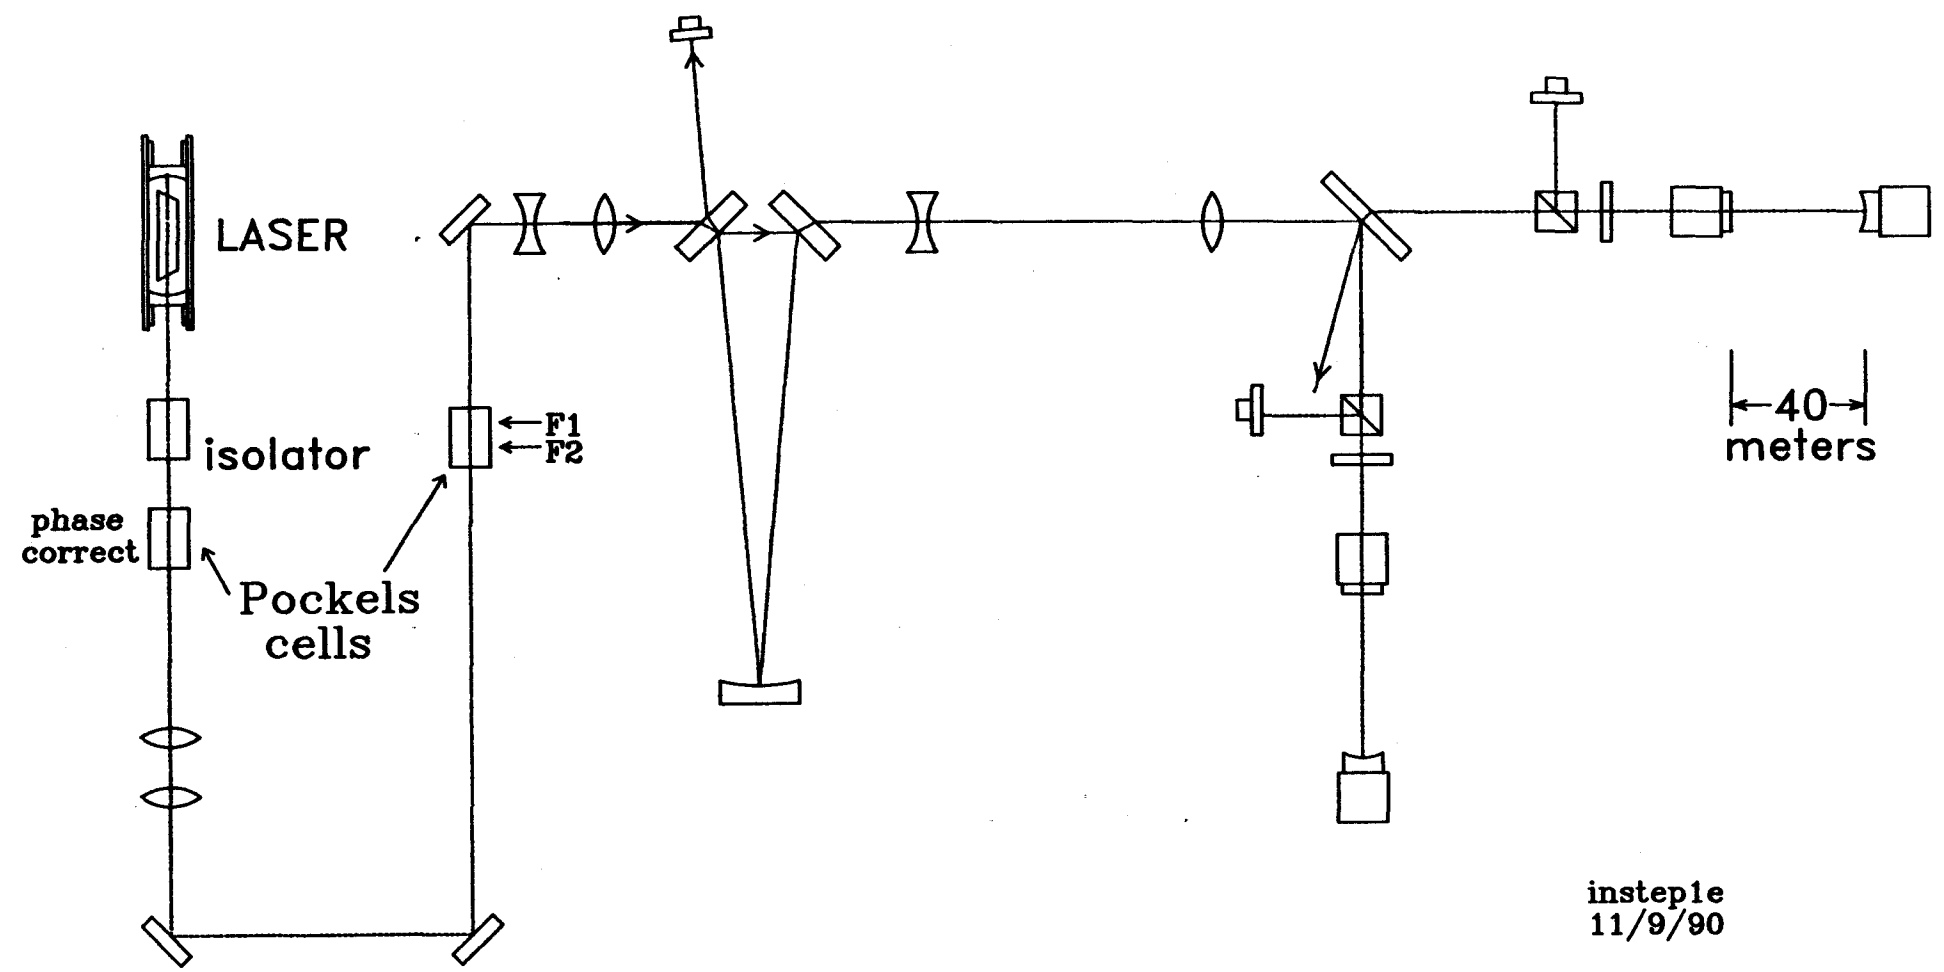 LASER
isolator
phase
correct
Pockels
cells
F1
F2
40
meters
instep1e
11/9/90